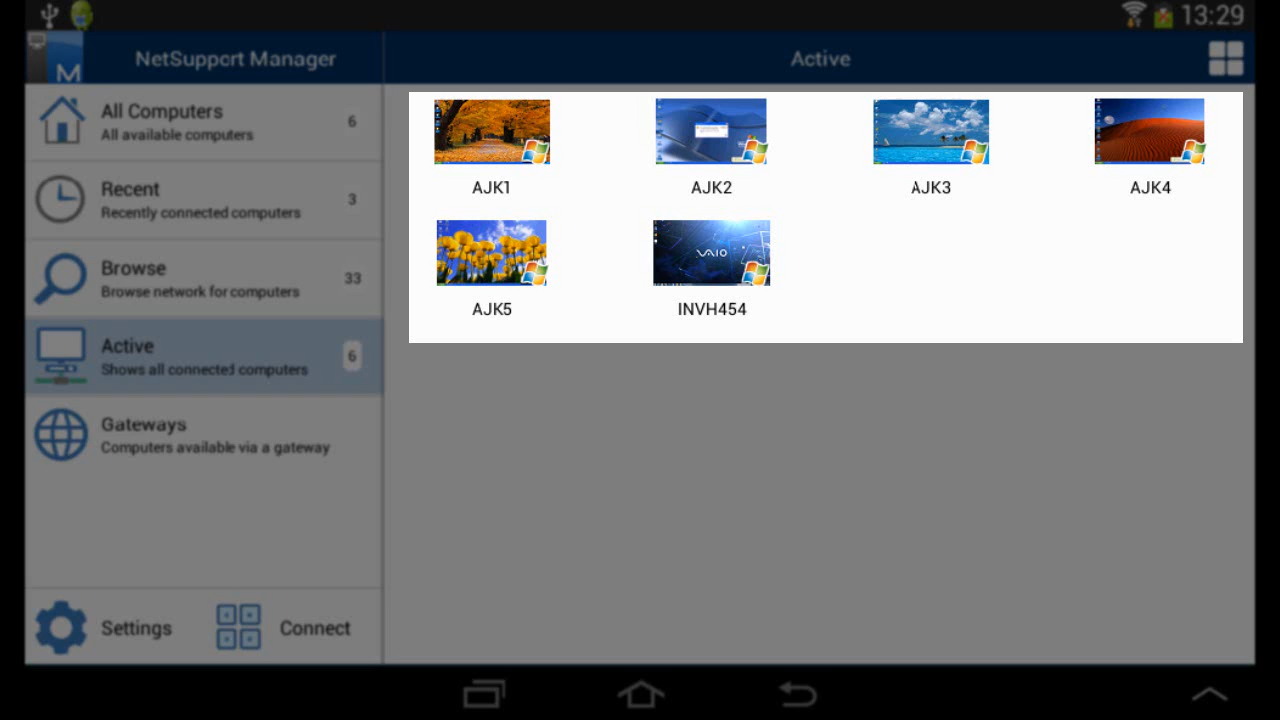 13:29
M
NetSupport Manager
Active
All Computers
All available computers
6
Recent
Recently connected computers
3
Browse
Browse network for computers
33
Active
Shows all connected computers
6
Gateways
Computers available via a gateway
Settings
Connect
AJK1
AJK2
AJK3
AJK4
VAIO
AJK5
INVH454